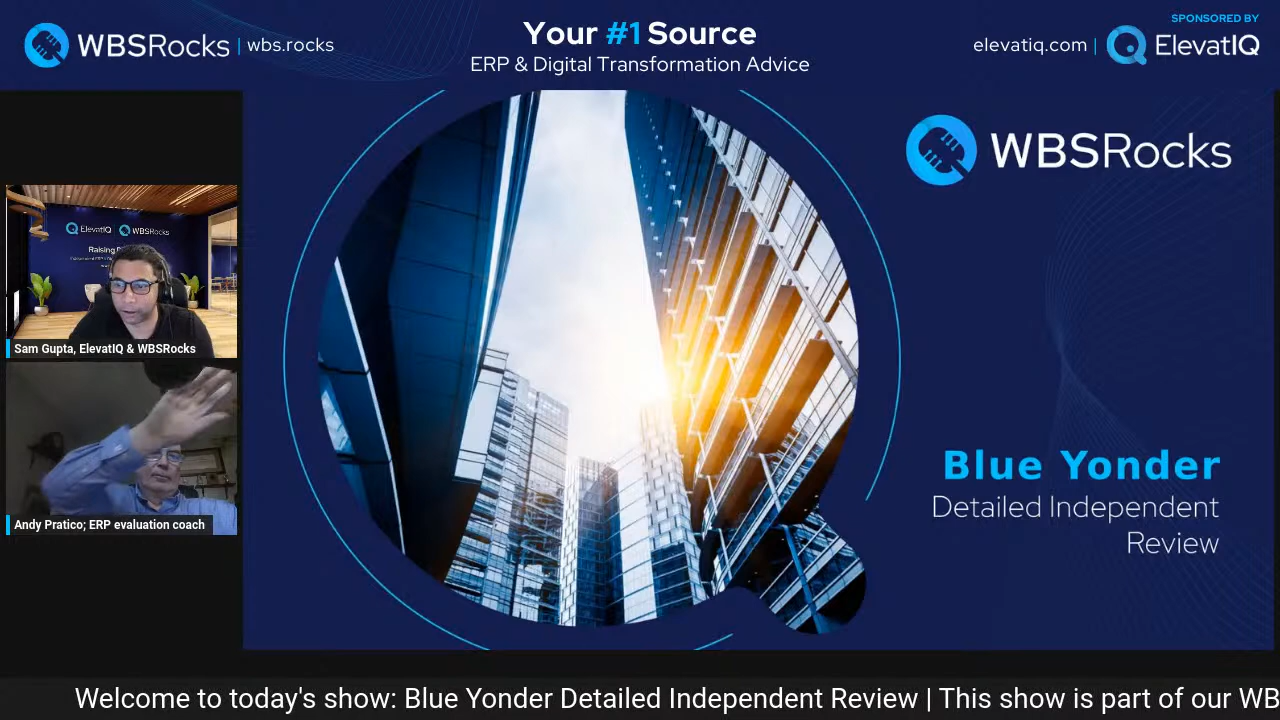 WBSRocks | wbs.rocks
Your #1 Source
ERP & Digital Transformation Advice
SPONSORED BY
elevatiq.com | ElevatIQ
WBSRocks
ElevatIQ WBSRocks
Sam Gupta, ElevatIQ & WBSRocks
Andy Pratico; ERP evaluation coach
Blue Yonder
Detailed Independent
Review
Welcome to today's show: Blue Yonder Detailed Independent Review | This show is part of our WB